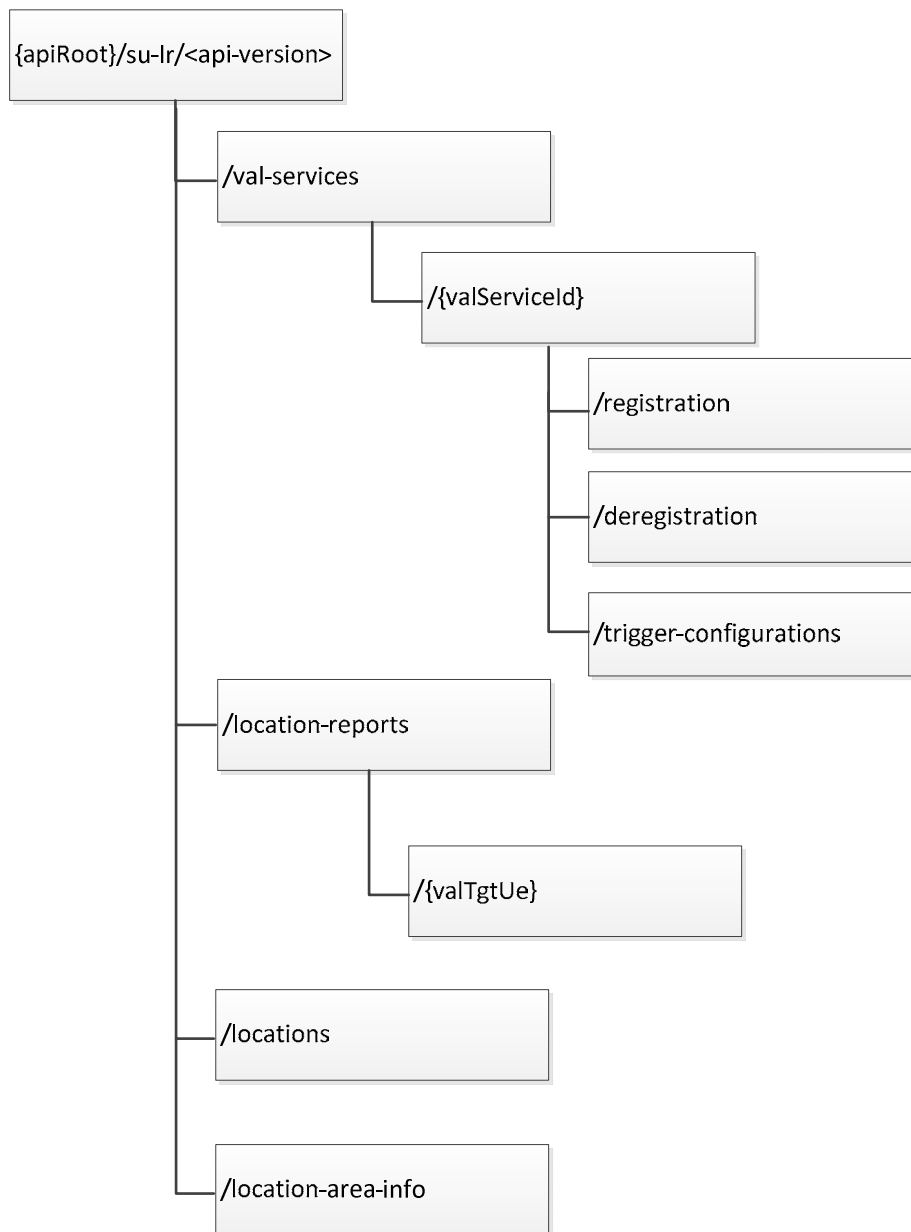 {apiRoot}/su-lr/<api-version>
/val-services
/{valServiceId}
/registration
/deregistration
/trigger-configurations
/location-reports
/{valTgtUe}
/locations
/location-area-info